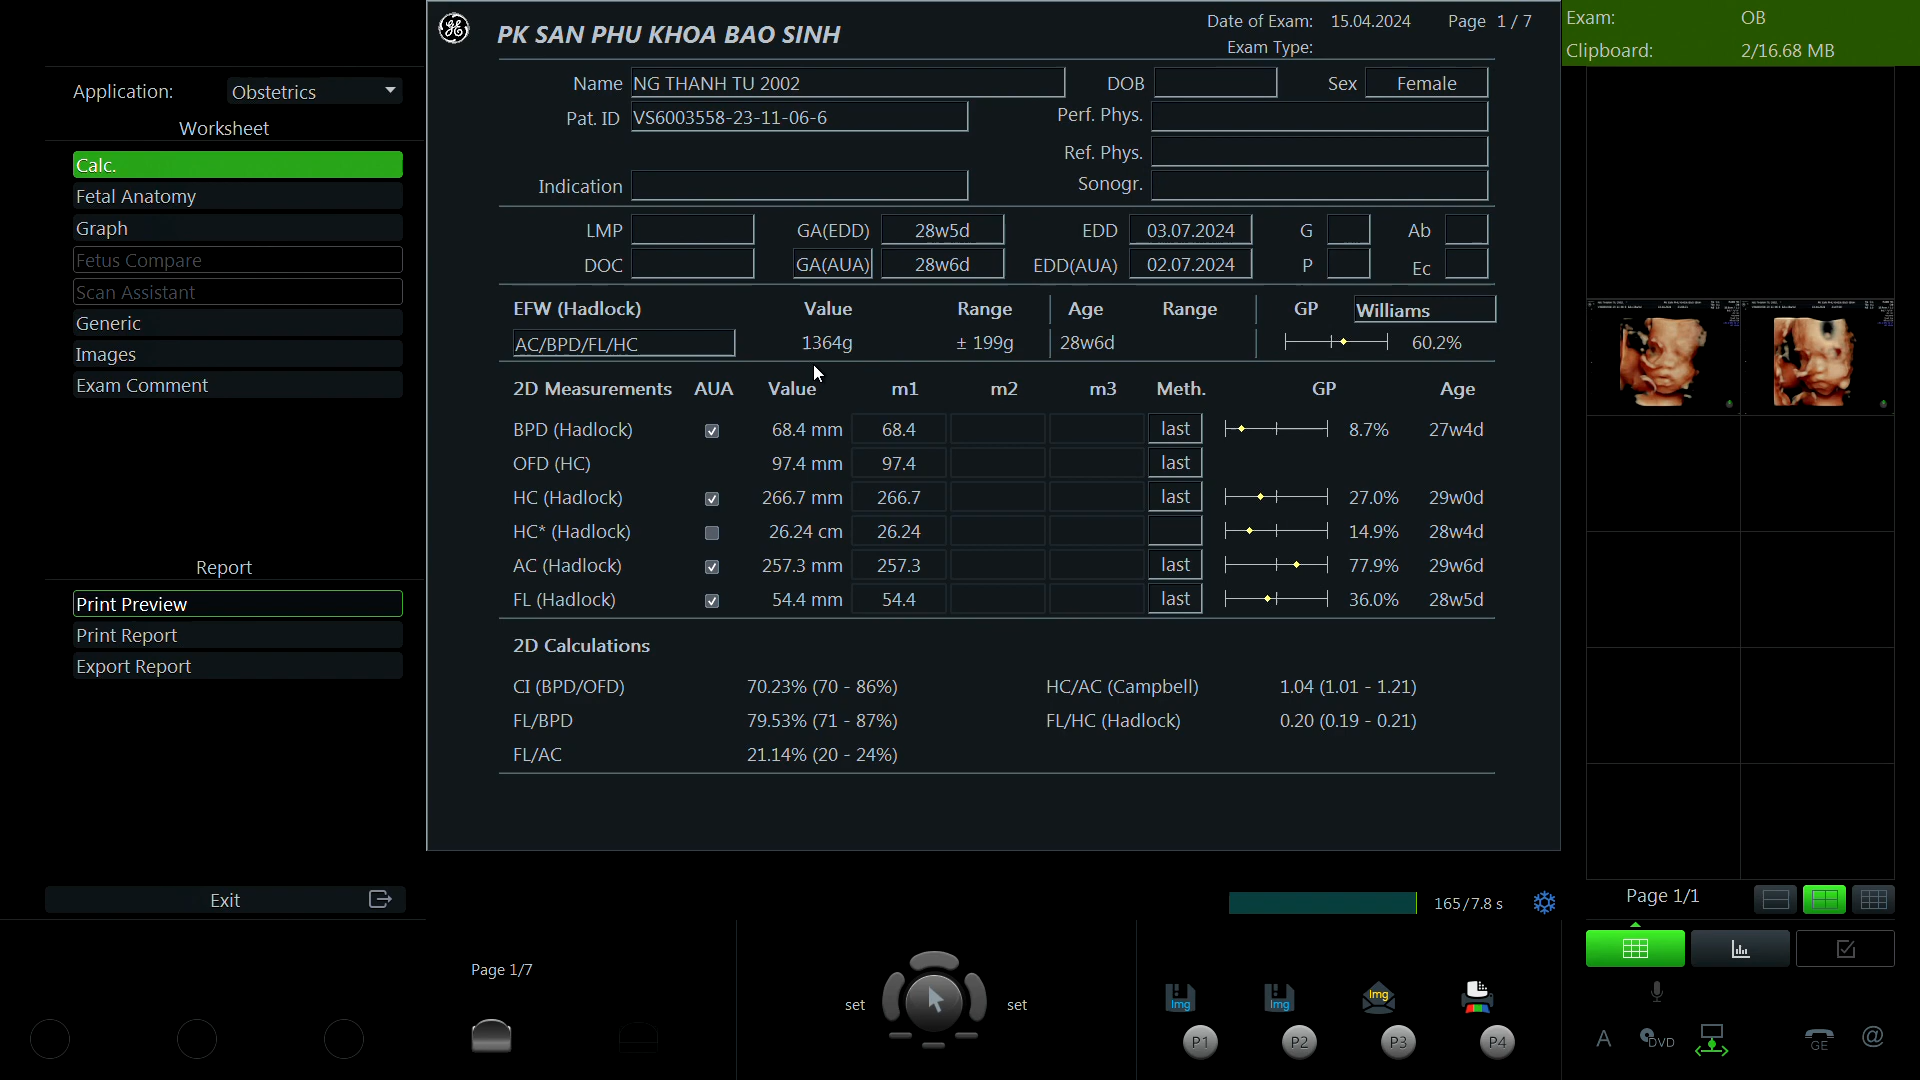 PK SAN PHU KHOA BAO SINH
Date of Exam: 15.04.2024 Page 1 / 7
Exam Type:
Exam: OB
Clipboard: 2/16.68 MB
Application: Obstetrics
Worksheet
Calc.
Fetal Anatomy
Graph
Fetus Compare
Scan Assistant
Generic
Images
Exam Comment
Report
Print Preview
Print Report
Export Report
Exit
Name NG THANH TU 2002 DOB Sex Female
Pat. ID VS6003558-23-11-06-6 Perf. Phys.
Ref. Phys.
Indication Sonogr.
LMP GA(EDD) 28w5d EDD 03.07.2024 G Ab
DOC GA(AUA) 28w6d EDD(AUA) 02.07.2024 P Ec
EFW (Hadlock) Value Range Age Range GP Williams
AC/BPD/FL/HC 1364g ± 199g 28w6d 60.2%
2D Measurements AUA Value m1 m2 m3 Meth. GP Age
BPD (Hadlock) 68.4 mm 68.4 last 8.7% 27w4d
OFD (HC) 97.4 mm 97.4 last
HC (Hadlock) 266.7 mm 266.7 last 27.0% 29w0d
HC* (Hadlock) 26.24 cm 26.24 14.9% 28w4d
AC (Hadlock) 257.3 mm 257.3 last 77.9% 29w6d
FL (Hadlock) 54.4 mm 54.4 last 36.0% 28w5d
2D Calculations
CI (BPD/OFD) 70.23% (70 - 86%) HC/AC (Campbell) 1.04 (1.01 - 1.21)
FL/BPD 79.53% (71 - 87%) FL/HC (Hadlock) 0.20 (0.19 - 0.21)
FL/AC 21.14% (20 - 24%)
165/7.8 s
Page 1/1
Page 1/7
set set
Img Img Img
P1 P2 P3 P4
A DVD GE @